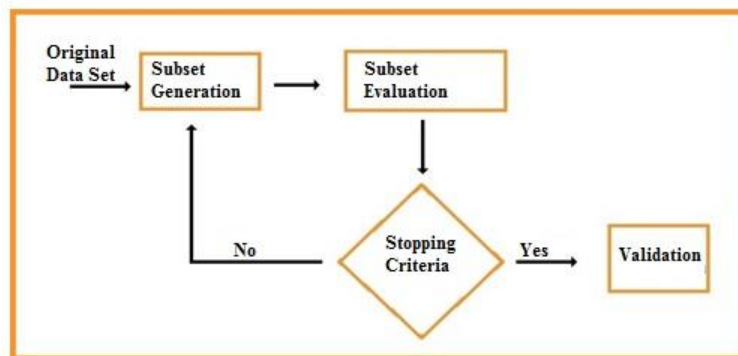 Original
Data Set
Subset
Generation
Subset
Evaluation
Stopping
Criteria
No
Yes
Validation